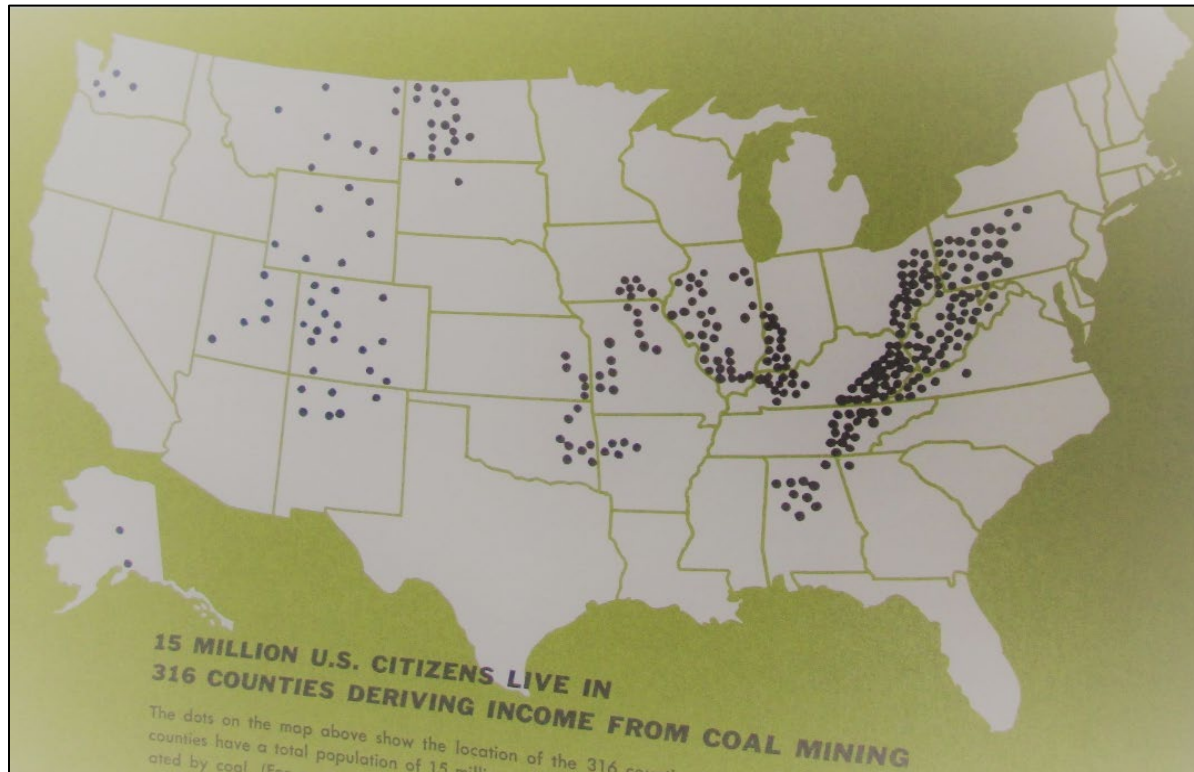 15 MILLION U.S. CITIZENS LIVE IN
316 COUNTIES DERIVING INCOME FROM COAL MINING
The dots on the map above show the location of the 316
counties have a total population of 15
ated by coal.